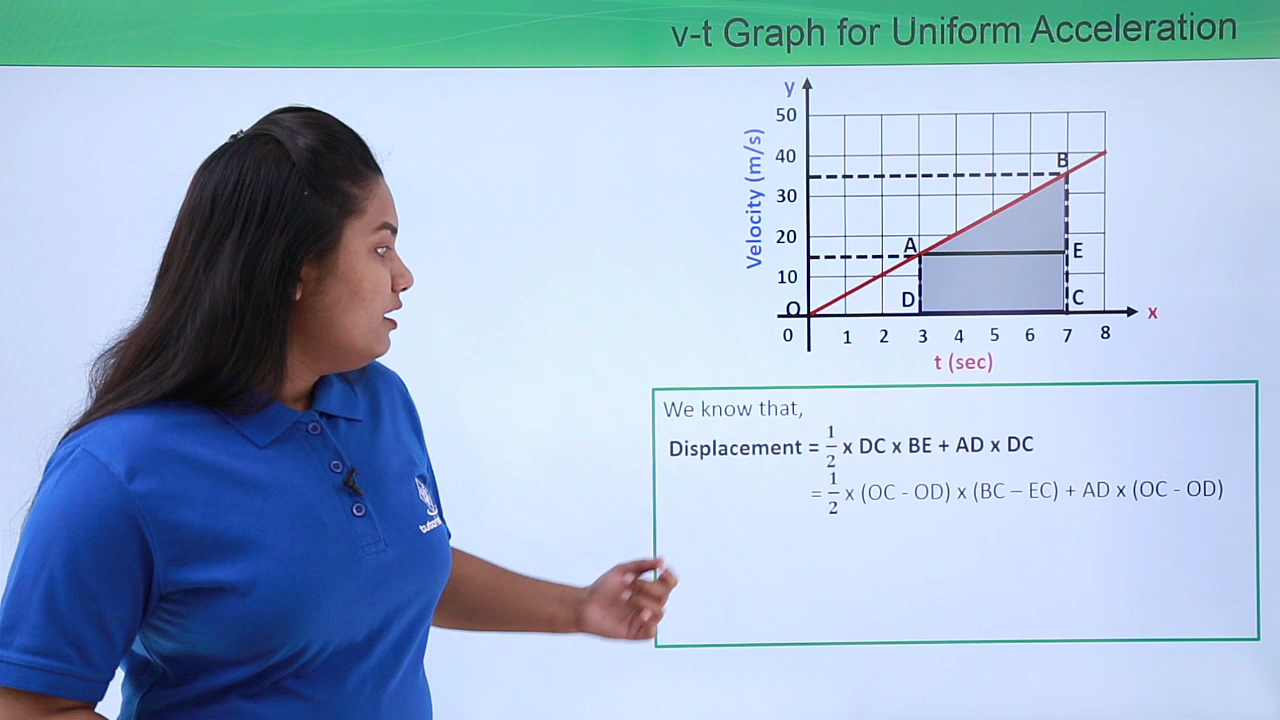 v-t Graph for Uniform Acceleration
y
50
40
30
20
10
O
0
1 2 3 4 5 6 7 8
x
Velocity (m/s)
t (sec)
A
B
E
D
C
We know that,
Displacement = 1/2 x DC x BE + AD x DC
= 1/2 x (OC - OD) x (BC – EC) + AD x (OC - OD)